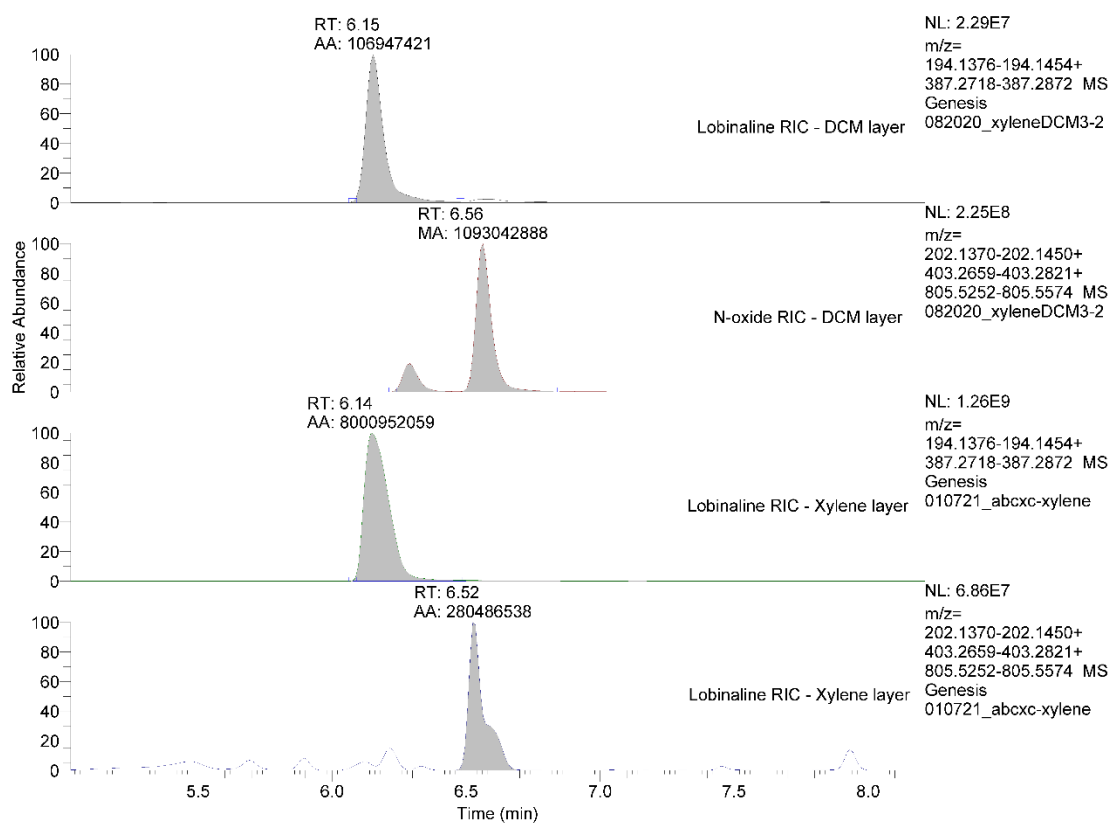 RT: 6.15
AA: 106947421
NL: 2.29E7
m/z=
194.1376-194.1454+
387.2718-387.2872 MS
Genesis
082020_xyleneDCM3-2
Lobinaline RIC - DCM layer
100
80
60
40
20
0
RT: 6.56
MA: 1093042888
NL: 2.25E8
m/z=
202.1370-202.1450+
403.2659-403.2821+
805.5252-805.5574 MS
082020_xyleneDCM3-2
N-oxide RIC - DCM layer
100
80
60
40
20
0
Relative Abundance
RT: 6.14
AA: 8000952059
NL: 1.26E9
m/z=
194.1376-194.1454+
387.2718-387.2872 MS
Genesis
010721_abcxc-xylene
Lobinaline RIC - Xylene layer
100
80
60
40
20
0
RT: 6.52
AA: 280486538
NL: 6.86E7
m/z=
202.1370-202.1450+
403.2659-403.2821+
805.5252-805.5574 MS
Genesis
010721_abcxc-xylene
Lobinaline RIC - Xylene layer
100
80
60
40
20
0
5.5 6.0 6.5 7.0 7.5 8.0
Time (min)